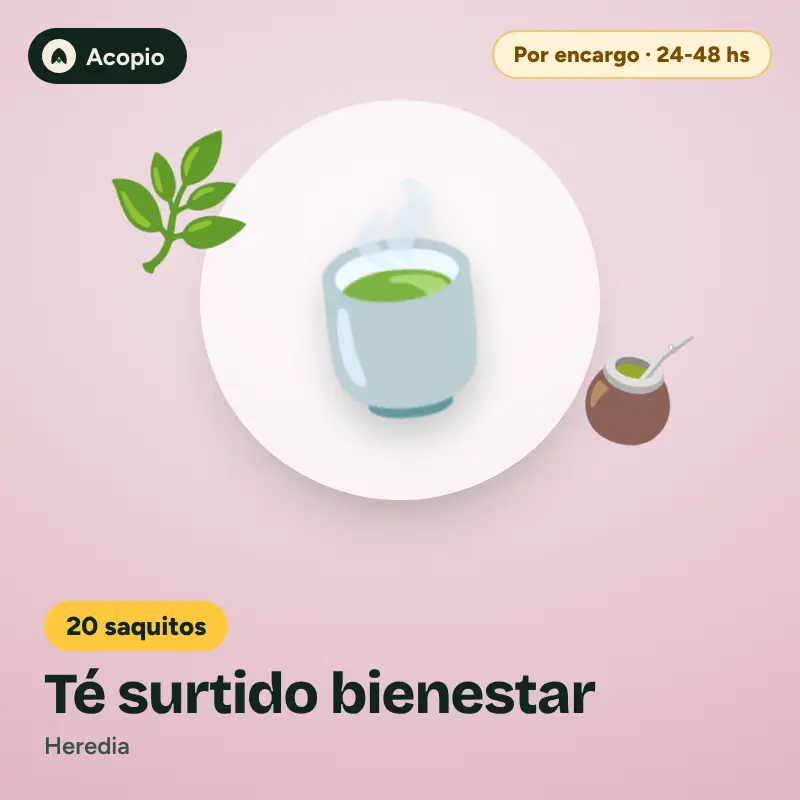 Acopio
Por encargo · 24-48 hs
20 saquitos
Té surtido bienestar
Heredia